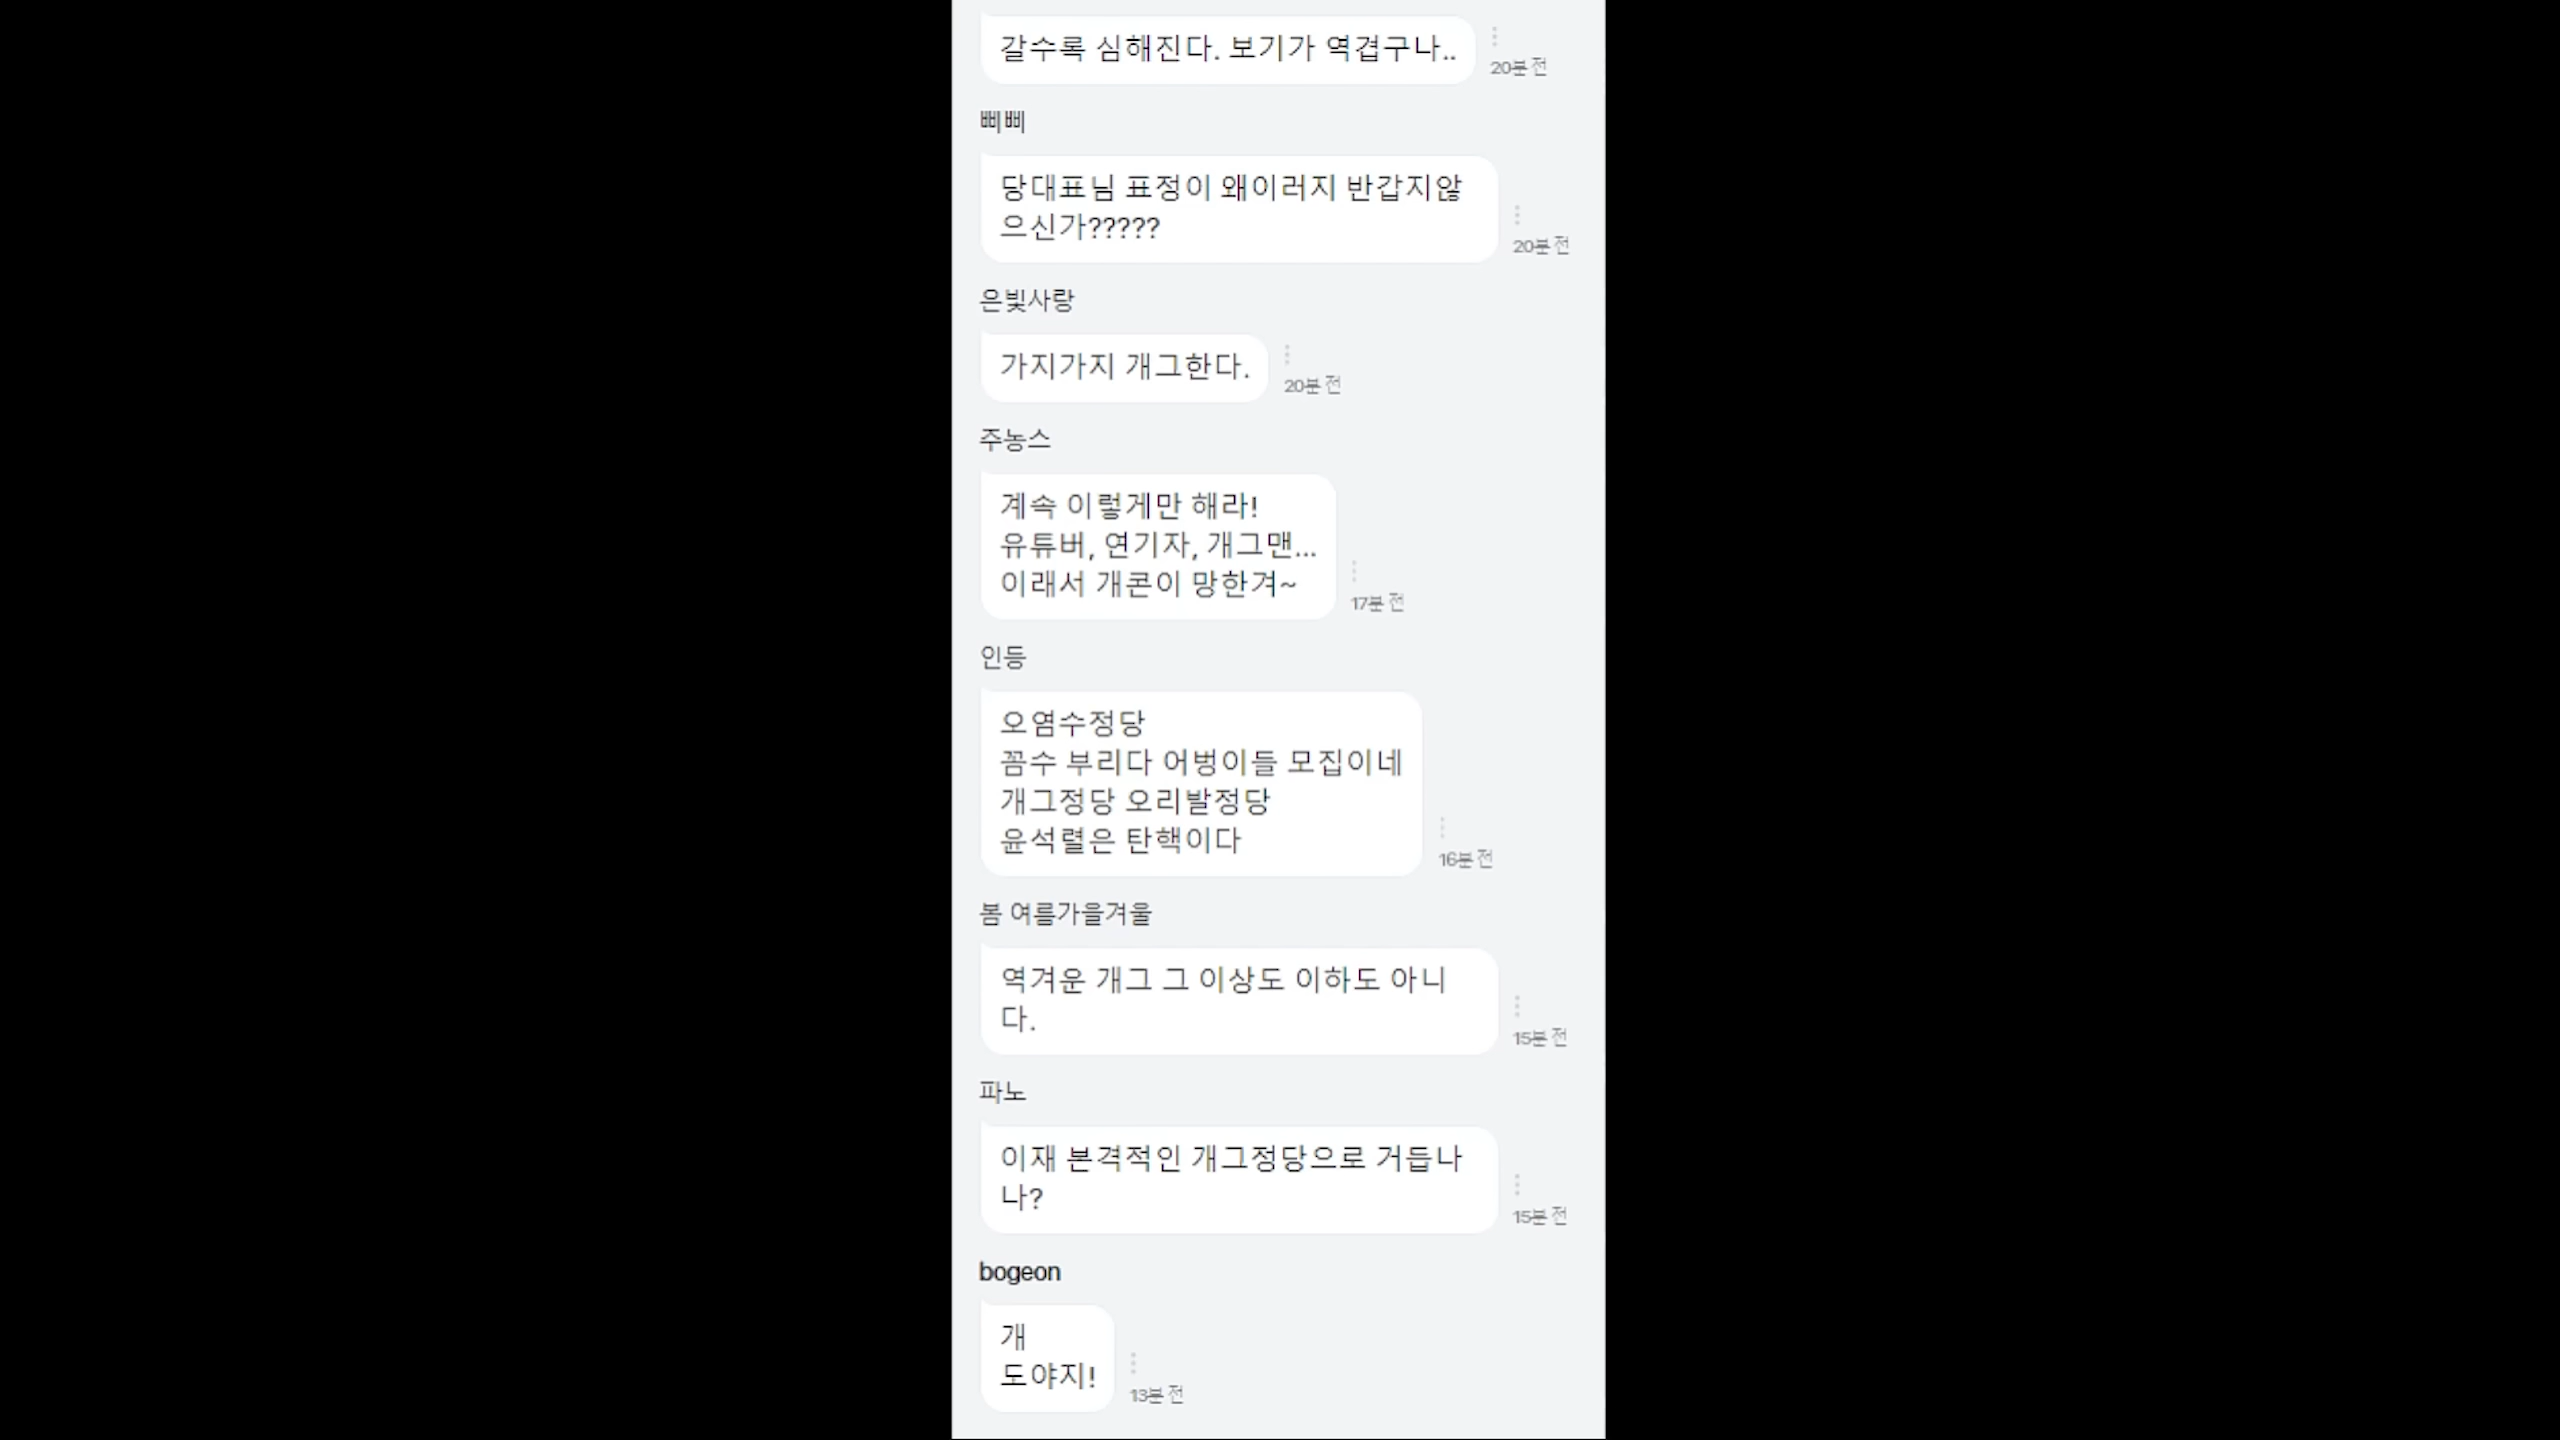 갈수록 심해진다. 보기가 역겹구나..
20분 전
삐삐
당대표님 표정이 왜이러지 반갑지않
으신가?????
20분 전
은빛사랑
가지가지 개그한다.
20분 전
주농스
계속 이렇게만 해라!
유튜버, 연기자, 개그맨...
이래서 개콘이 망한겨~
17분 전
인등
오염수정당
꼼수 부리다 어벙이들 모집이네
개그정당 오리발정당
윤석렬은 탄핵이다
16분 전
봄 여름가을겨울
역겨운 개그 그 이상도 이하도 아니
다.
15분 전
파노
이재 본격적인 개그정당으로 거듭나
나?
15분 전
bogeon
개
도야지!
13분 전